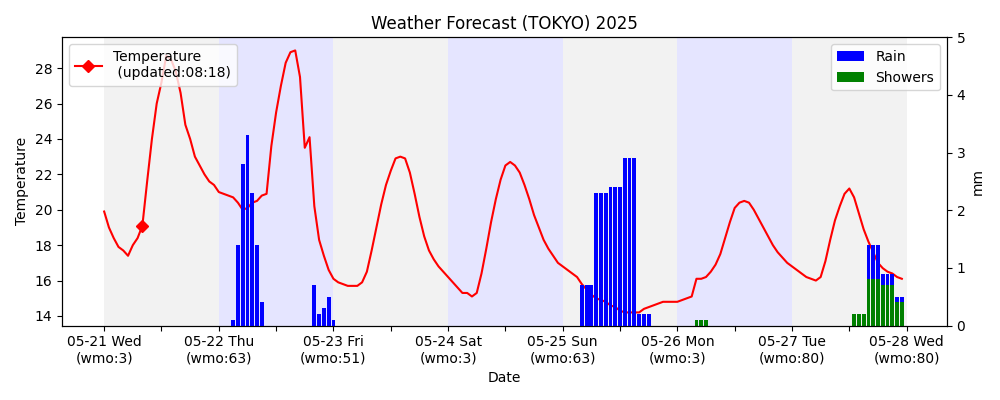 Weather Forecast (TOKYO) 2025
Temperature
(updated:08:18)
Rain
Showers
Temperature
28
26
24
22
20
18
16
14
5
4
3
2
1
0
mm
05-21 Wed
(wmo:3)
05-22 Thu
(wmo:63)
05-23 Fri
(wmo:51)
05-24 Sat
(wmo:3)
05-25 Sun
(wmo:63)
05-26 Mon
(wmo:3)
05-27 Tue
(wmo:80)
05-28 Wed
(wmo:80)
Date